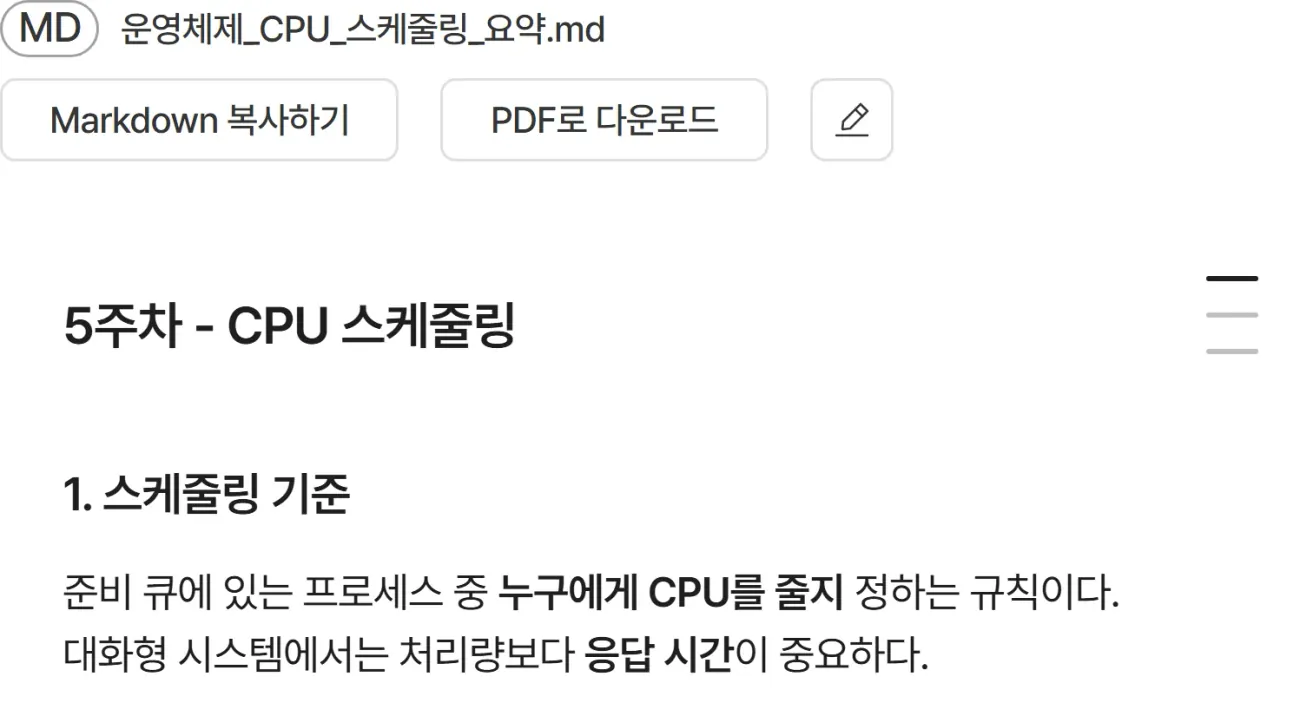 MD 운영체제_CPU_스케줄링_요약.md
Markdown 복사하기 PDF로 다운로드
5주차 - CPU 스케줄링
1. 스케줄링 기준
준비 큐에 있는 프로세스 중 누구에게 CPU를 줄지 정하는 규칙이다.
대화형 시스템에서는 처리량보다 응답 시간이 중요하다.